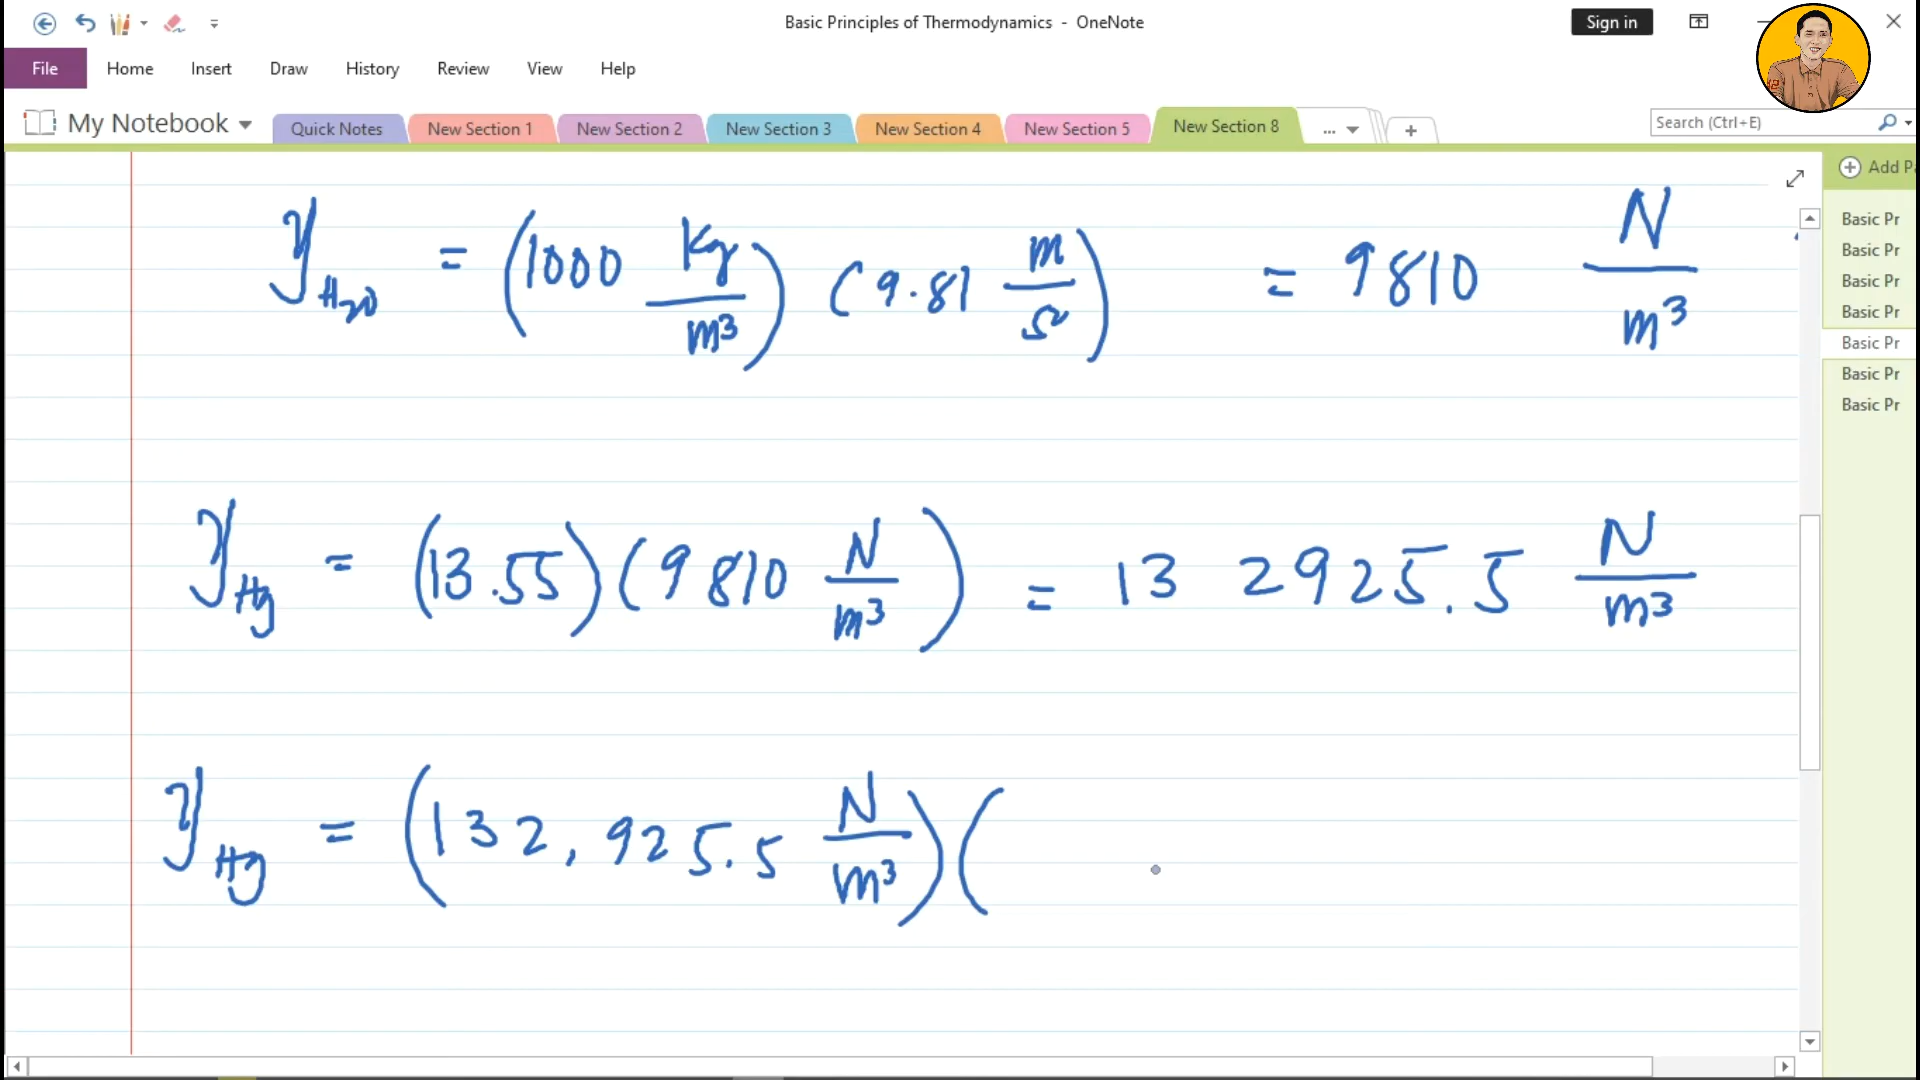 Basic Principles of Thermodynamics - OneNote
Sign in
File Home Insert Draw History Review View Help
My Notebook
Quick Notes New Section 1 New Section 2 New Section 3 New Section 4 New Section 5 New Section 8 ... +
Search (Ctrl+E)
Add P
Basic Pr
Basic Pr
Basic Pr
Basic Pr
Basic Pr
Basic Pr
Basic Pr
γ_H₂O = (1000 kg/m³) (9.81 m/s²) = 9810 N/m³
γ_Hg = (13.55) (9810 N/m³) = 13 2925.5 N/m³
γ_Hg = (132,925.5 N/m³) (